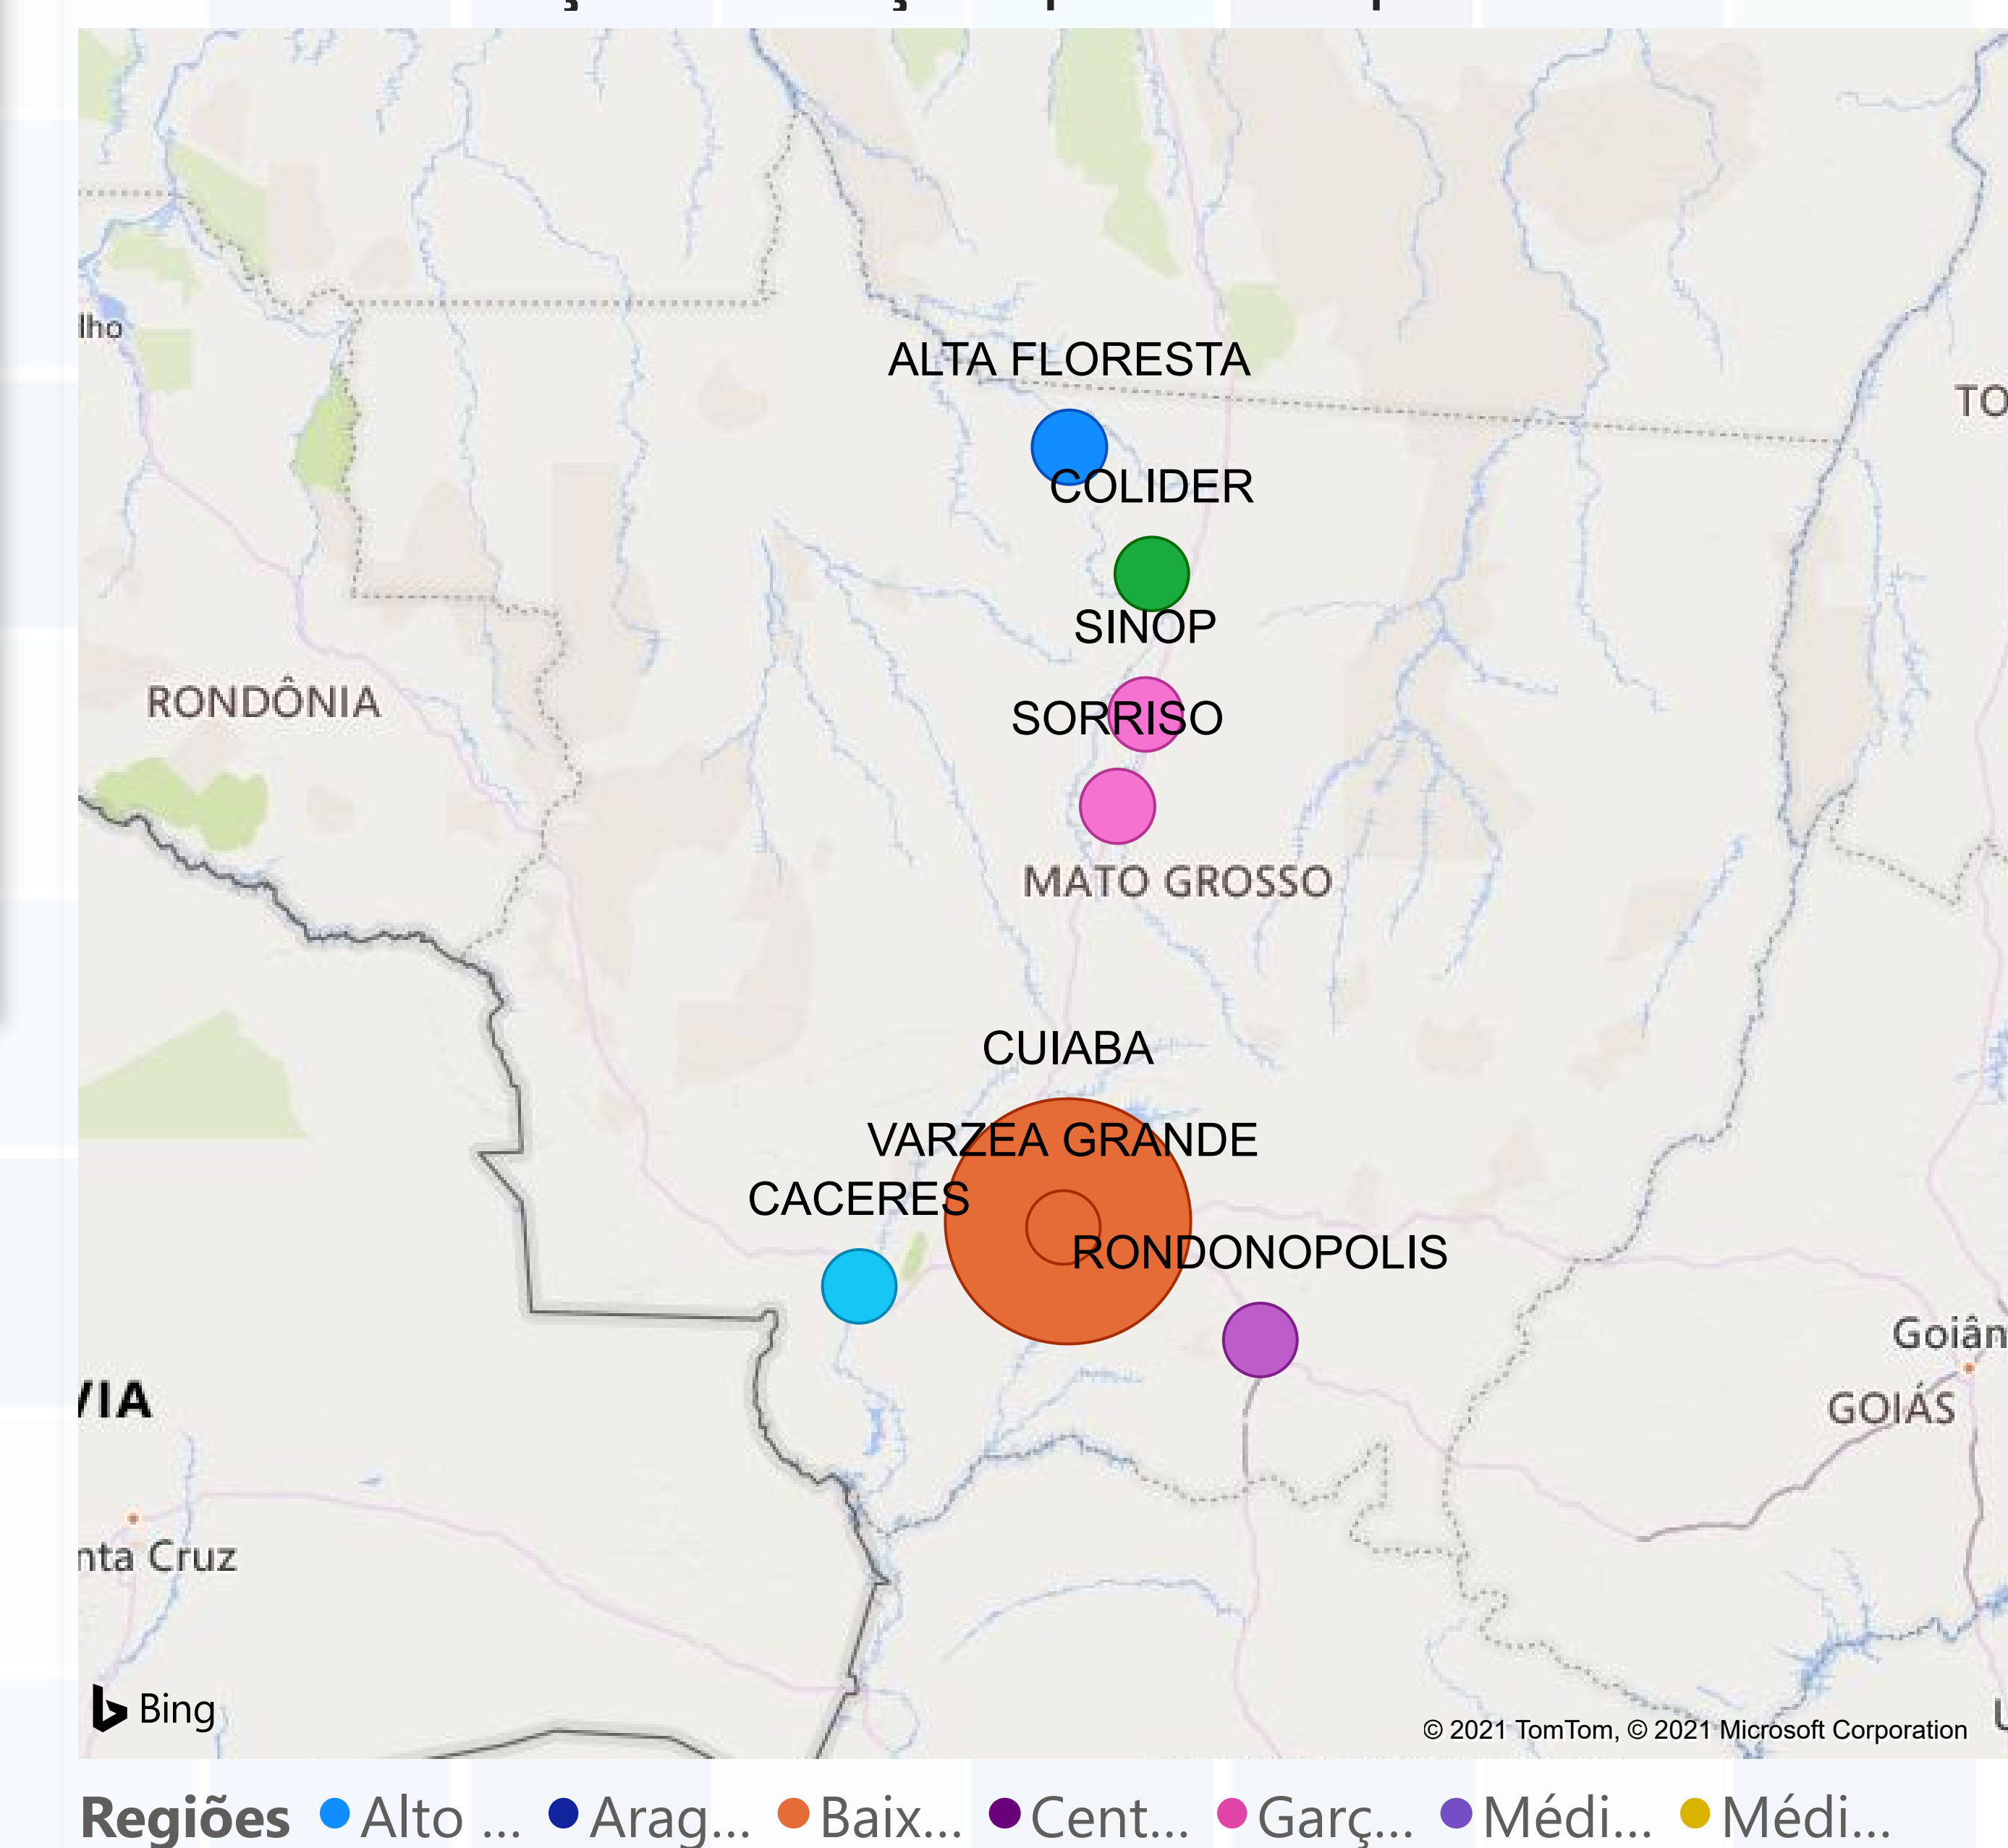 lho
ALTA FLORESTA
TO
COLIDER
SINOP
RONDÔNIA
SORRISO
MATO GROSSO
CUIABA
VARZEA GRANDE
CACERES
RONDONOPOLIS
Goiân
VIA
GOIÁS
nta Cruz
Bing
© 2021 TomTom, © 2021 Microsoft Corporation
Regiões Alto ... Arag... Baix... Cent... Garç... Médi... Médi...